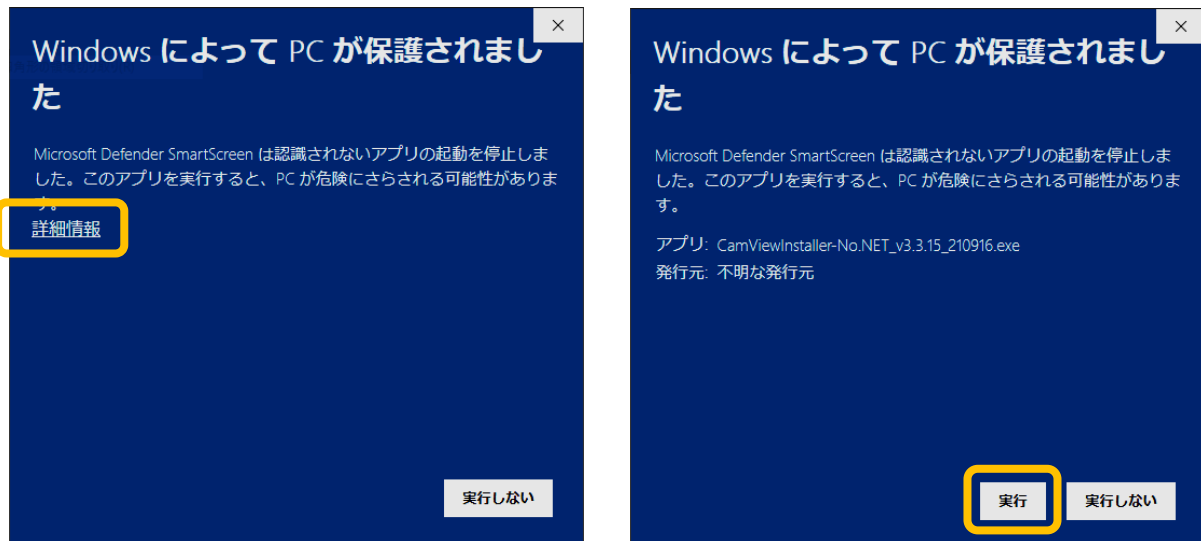 Windows によって PC が保護されまし
た
Microsoft Defender SmartScreen は認識されないアプリの起動を停止しま
した。このアプリを実行すると、PC が危険にさらされる可能性がありま
す。
詳細情報
実行しない
Windows によって PC が保護されまし
た
Microsoft Defender SmartScreen は認識されないアプリの起動を停止しま
した。このアプリを実行すると、PC が危険にさらされる可能性がありま
す。
アプリ: CamViewInstaller-No.NET_v3.3.15_210916.exe
発行元: 不明な発行元
実行 実行しない